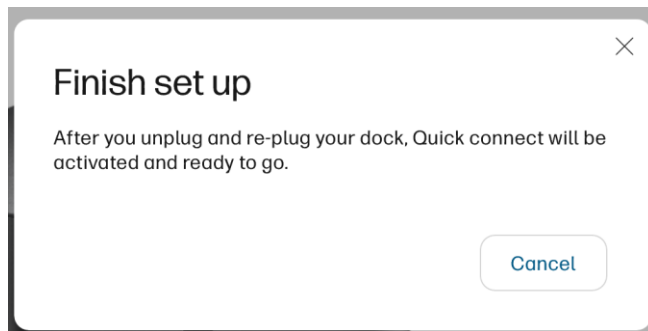 Finish set up
After you unplug and re-plug your dock, Quick connect will be
activated and ready to go.
Cancel